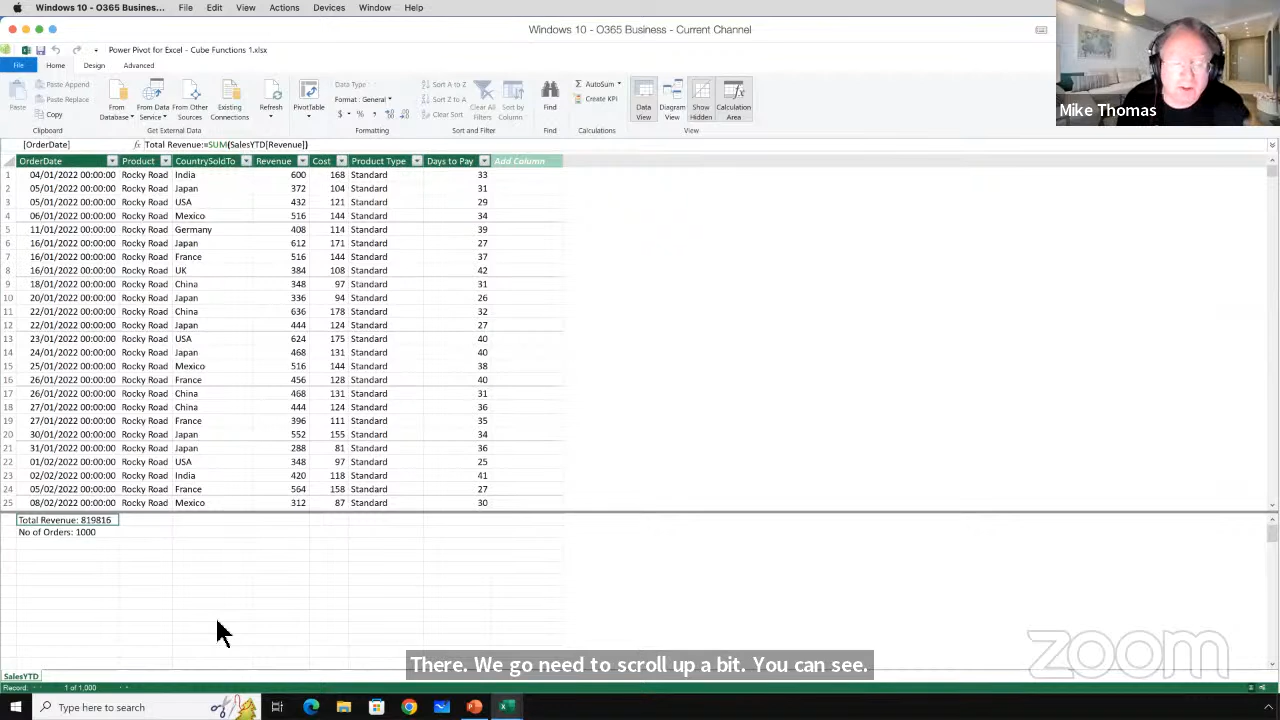 File Edit View Actions Devices Window Help
Windows 10 - O365 Busines...
Windows 10 - O365 Business - Current Channel
Power Pivot for Excel - Cube Functions 1.xlsx
File Home Design Advanced
Mike Thomas
Paste
Paste Append
Paste Replace
Copy
Clipboard
From Database
From Data Service
From Other Sources
Existing Connections
Get External Data
Refresh
PivotTable
Data Type :
Format : General
$ % ,
Formatting
Sort A to Z
Sort Z to A
Clear Sort
Clear All Filters
Sort by Column
Sort and Filter
Find
Find
AutoSum
Create KPI
Calculations
Data View
Diagram View
Show Hidden
Calculation Area
View
[OrderDate] fx Total Revenue:=SUM(SalesYTD[Revenue])
OrderDate Product CountrySoldTo Revenue Cost Product Type Days to Pay Add Column
1 04/01/2022 00:00:00 Rocky Road India 600 168 Standard 33
2 05/01/2022 00:00:00 Rocky Road Japan 372 104 Standard 31
3 05/01/2022 00:00:00 Rocky Road USA 432 121 Standard 29
4 06/01/2022 00:00:00 Rocky Road Mexico 516 144 Standard 34
5 11/01/2022 00:00:00 Rocky Road Germany 408 114 Standard 39
6 16/01/2022 00:00:00 Rocky Road Japan 612 171 Standard 27
7 16/01/2022 00:00:00 Rocky Road France 516 144 Standard 37
8 16/01/2022 00:00:00 Rocky Road UK 384 108 Standard 42
9 18/01/2022 00:00:00 Rocky Road China 348 97 Standard 31
10 20/01/2022 00:00:00 Rocky Road Japan 336 94 Standard 26
11 22/01/2022 00:00:00 Rocky Road China 636 178 Standard 32
12 22/01/2022 00:00:00 Rocky Road Japan 444 124 Standard 27
13 23/01/2022 00:00:00 Rocky Road USA 624 175 Standard 40
14 24/01/2022 00:00:00 Rocky Road Japan 468 131 Standard 40
15 25/01/2022 00:00:00 Rocky Road Mexico 516 144 Standard 38
16 26/01/2022 00:00:00 Rocky Road France 456 128 Standard 40
17 26/01/2022 00:00:00 Rocky Road China 468 131 Standard 31
18 27/01/2022 00:00:00 Rocky Road China 444 124 Standard 36
19 27/01/2022 00:00:00 Rocky Road France 396 111 Standard 35
20 30/01/2022 00:00:00 Rocky Road Japan 552 155 Standard 34
21 31/01/2022 00:00:00 Rocky Road Japan 288 81 Standard 36
22 01/02/2022 00:00:00 Rocky Road USA 348 97 Standard 25
23 02/02/2022 00:00:00 Rocky Road India 420 118 Standard 41
24 05/02/2022 00:00:00 Rocky Road France 564 158 Standard 27
25 08/02/2022 00:00:00 Rocky Road Mexico 312 87 Standard 30
Total Revenue: 819816
No of Orders: 1000
There. We go need to scroll up a bit. You can see.
zoom
SalesYTD
Record: 1 of 1,000
Type here to search